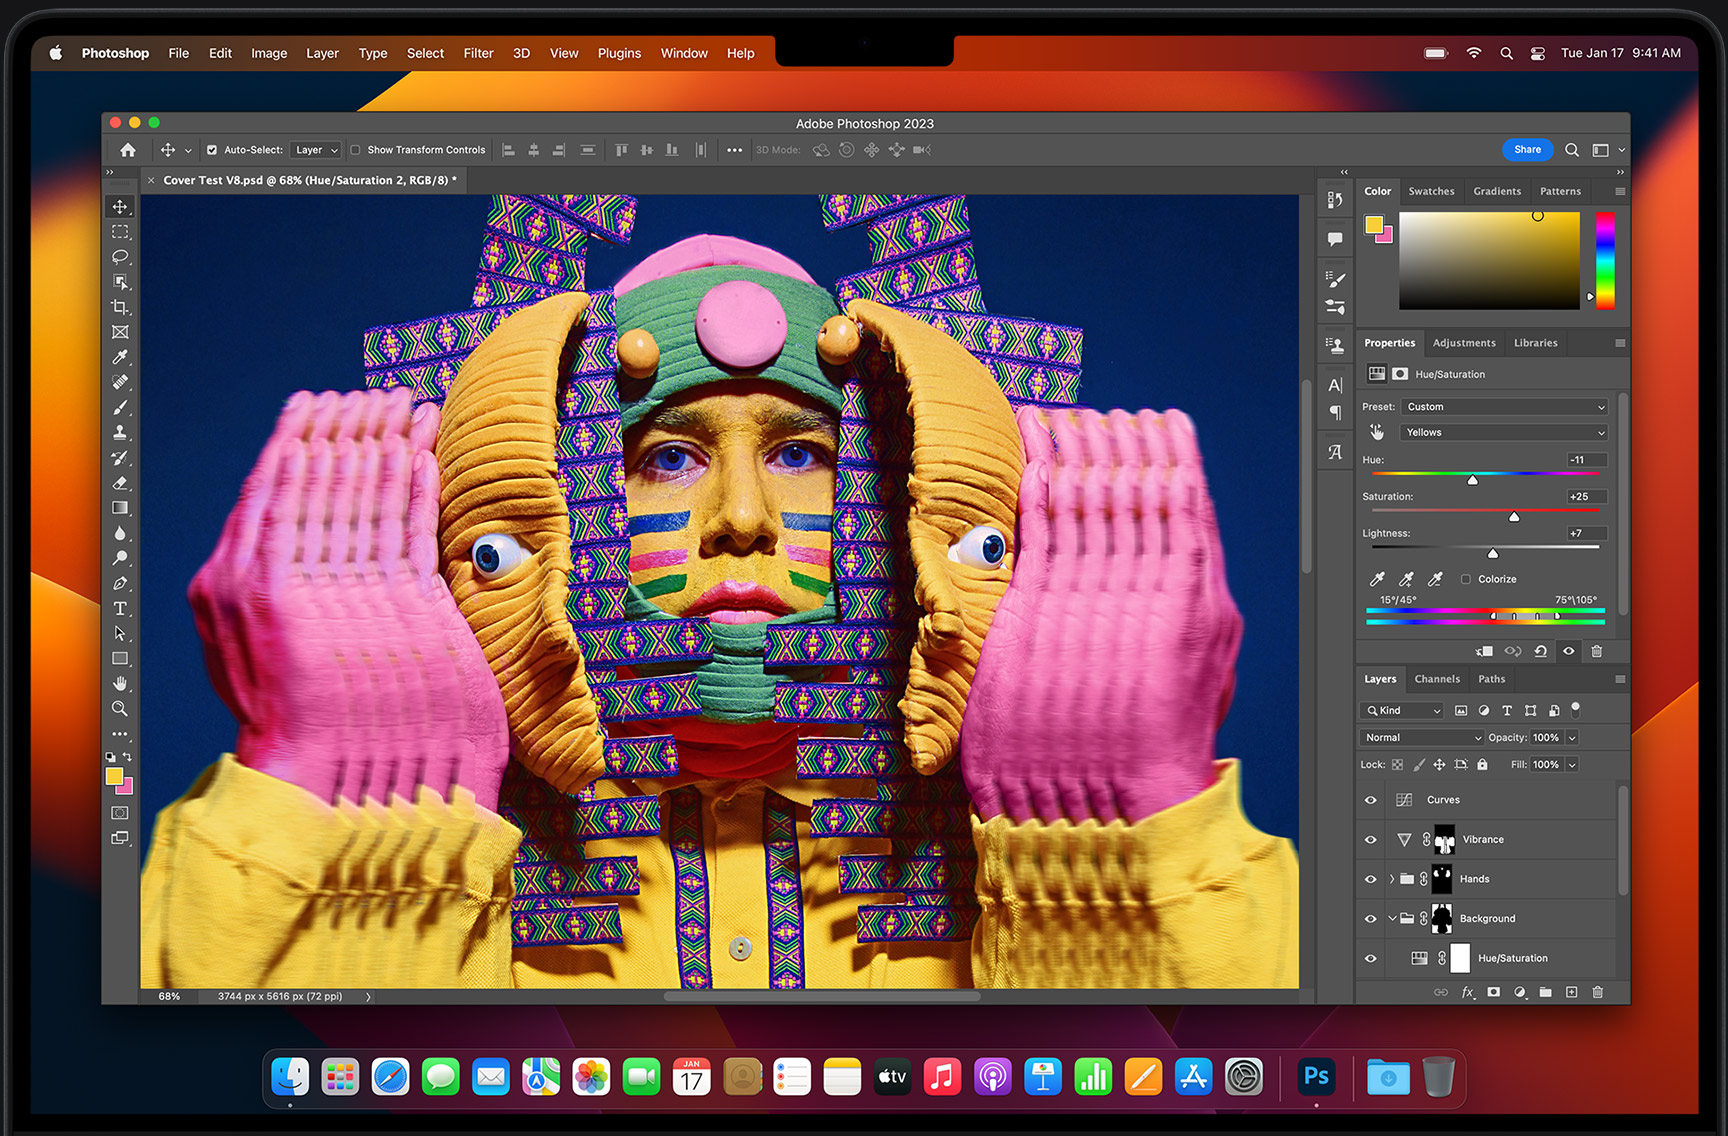 Photoshop File Edit Image Layer Type Select Filter 3D View Plugins Window Help Tue Jan 17 9:41 AM
Adobe Photoshop 2023
Auto-Select: Layer Show Transform Controls 3D Mode: Share
Cover Test V8.psd @ 68% (Hue/Saturation 2, RGB/8) *
Color Swatches Gradients Patterns
Properties Adjustments Libraries
Hue/Saturation
Preset: Custom
Yellows
Hue: -11
Saturation: +25
Lightness: +7
Colorize
15°/45° 75°\105°
Layers Channels Paths
Kind
Normal Opacity: 100%
Lock: Fill: 100%
Curves
Vibrance
Hands
Background
Hue/Saturation
fx
68% 3744 px x 5616 px (72 ppi)
JAN
17
tv
Ps